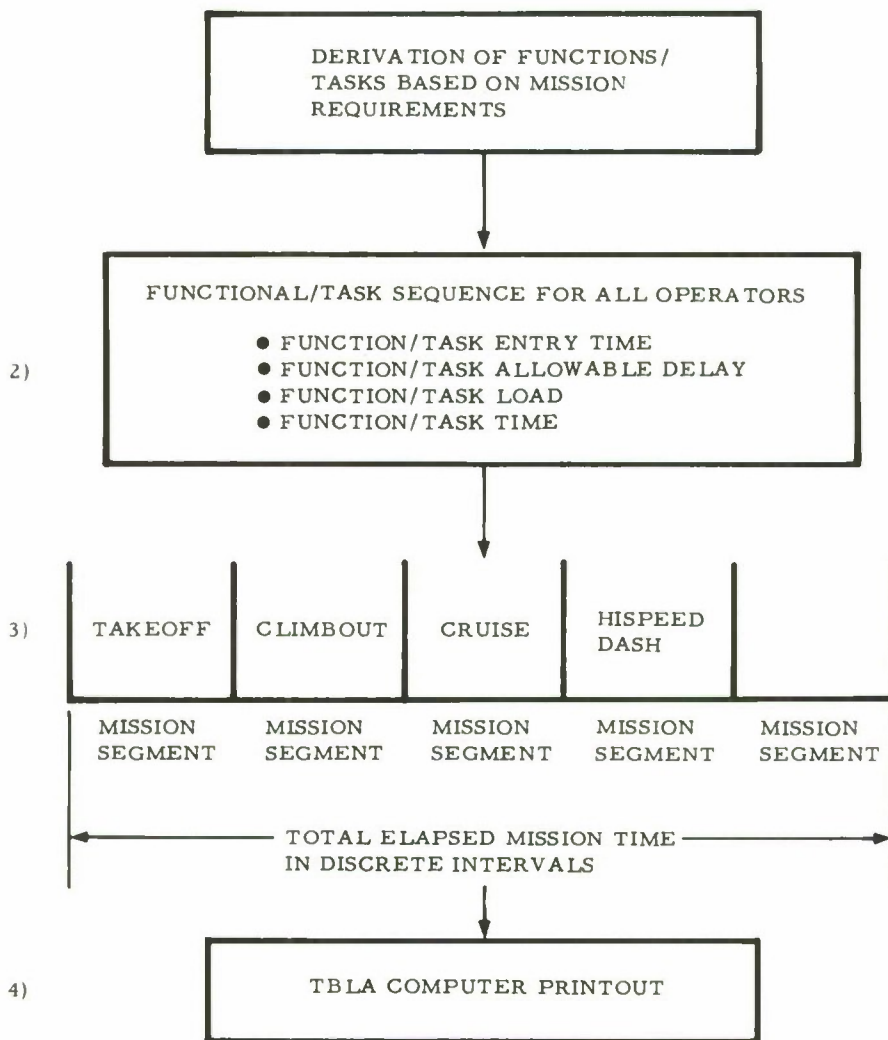 DERIVATION OF FUNCTIONS/
TASKS BASED ON MISSION
REQUIREMENTS
2)
FUNCTIONAL/TASK SEQUENCE FOR ALL OPERATORS
● FUNCTION/TASK ENTRY TIME
● FUNCTION/TASK ALLOWABLE DELAY
● FUNCTION/TASK LOAD
● FUNCTION/TASK TIME
3)
TAKEOFF
CLIMBOUT
CRUISE
HISPEED
DASH
MISSION
SEGMENT
MISSION
SEGMENT
MISSION
SEGMENT
MISSION
SEGMENT
MISSION
SEGMENT
TOTAL ELAPSED MISSION TIME
IN DISCRETE INTERVALS
4)
TBLA COMPUTER PRINTOUT